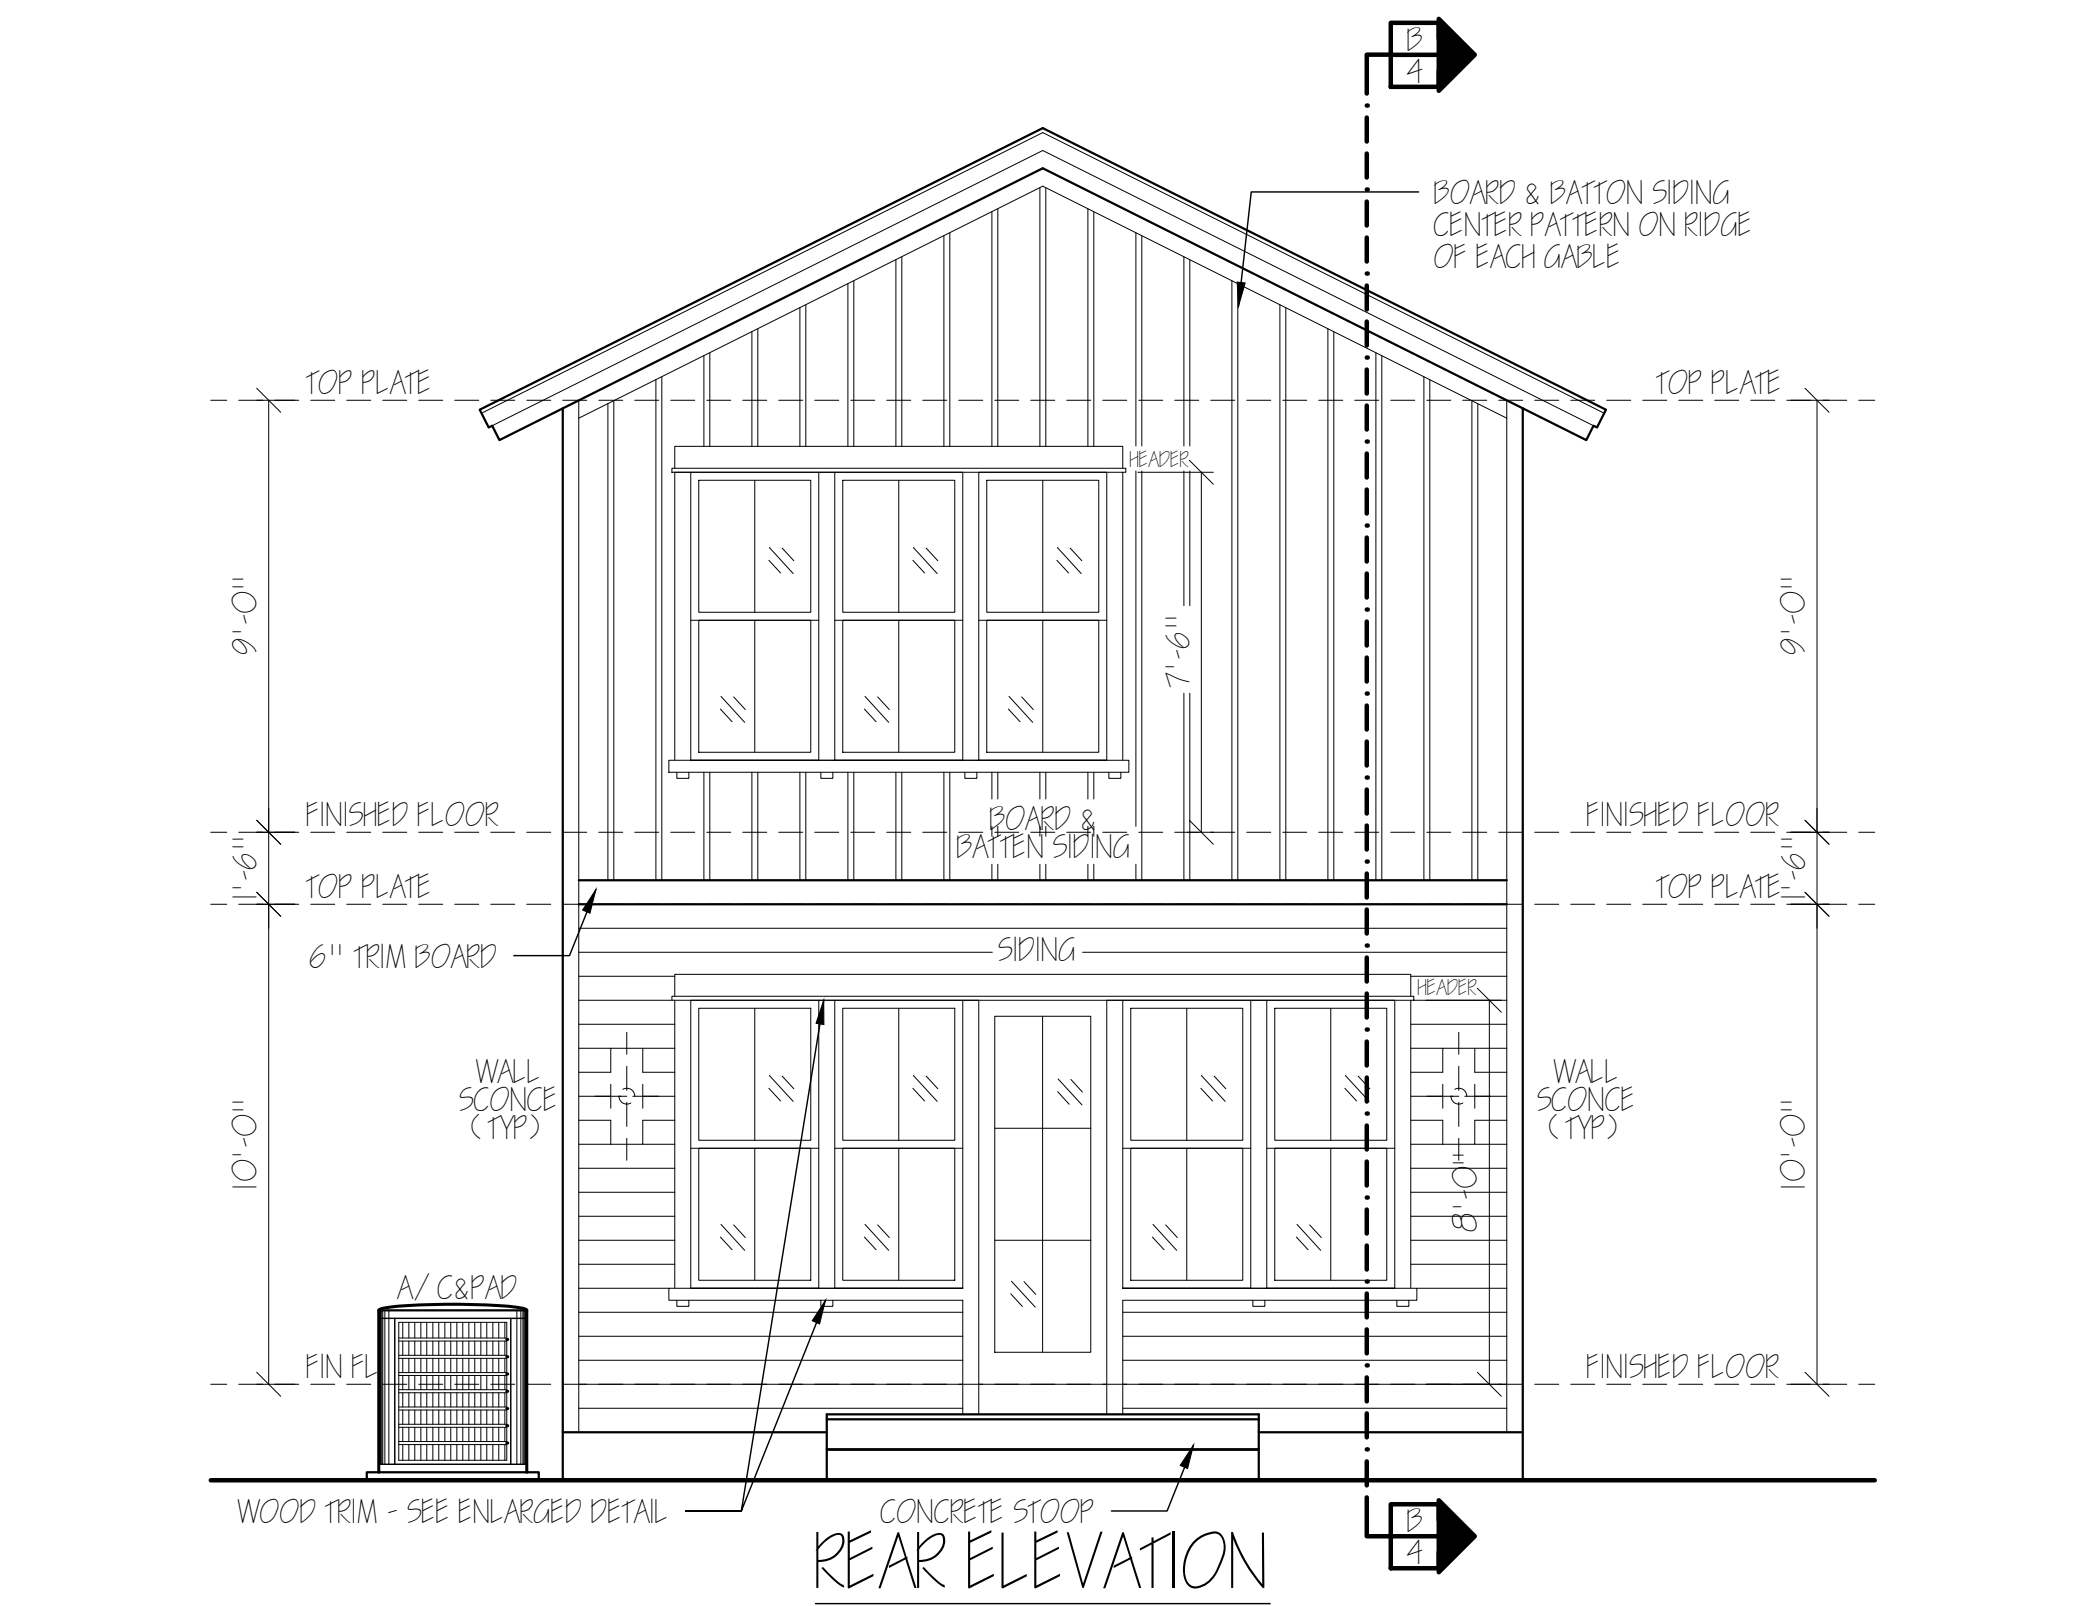 B
4
BOARD & BATTON SIDING
CENTER PATTERN ON RIDGE
OF EACH GABLE
TOP PLATE
TOP PLATE
HEADER
9'-0"
7'-6"
9'-0"
FINISHED FLOOR
BOARD &
BATTEN SIDING
FINISHED FLOOR
1'-6"
1'-6"
TOP PLATE
TOP PLATE
6" TRIM BOARD
SIDING
HEADER
WALL
SCONCE
(TYP)
WALL
SCONCE
(TYP)
10'-0"
8'-0"
10'-0"
A/C&PAD
FIN FL
FINISHED FLOOR
WOOD TRIM - SEE ENLARGED DETAIL
CONCRETE STOOP
B
4
REAR ELEVATION